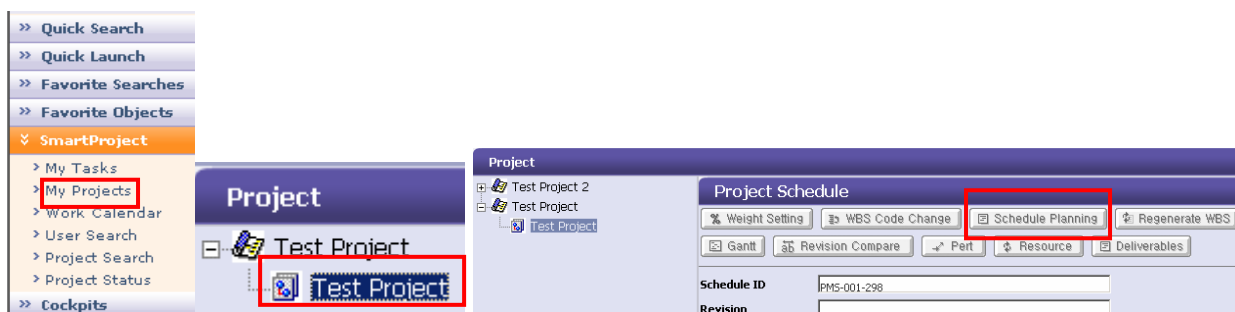 » Quick Search
» Quick Launch
» Favorite Searches
» Favorite Objects
SmartProject
> My Tasks
> My Projects
> Work Calendar
> User Search
> Project Search
> Project Status
» Cockpits
Project
Test Project
Test Project
Project
Test Project 2
Test Project
Test Project
Project Schedule
Weight Setting WBS Code Change Schedule Planning Regenerate WBS
Gantt Revision Compare Pert Resource Deliverables
Schedule ID PMS-001-298
Revision